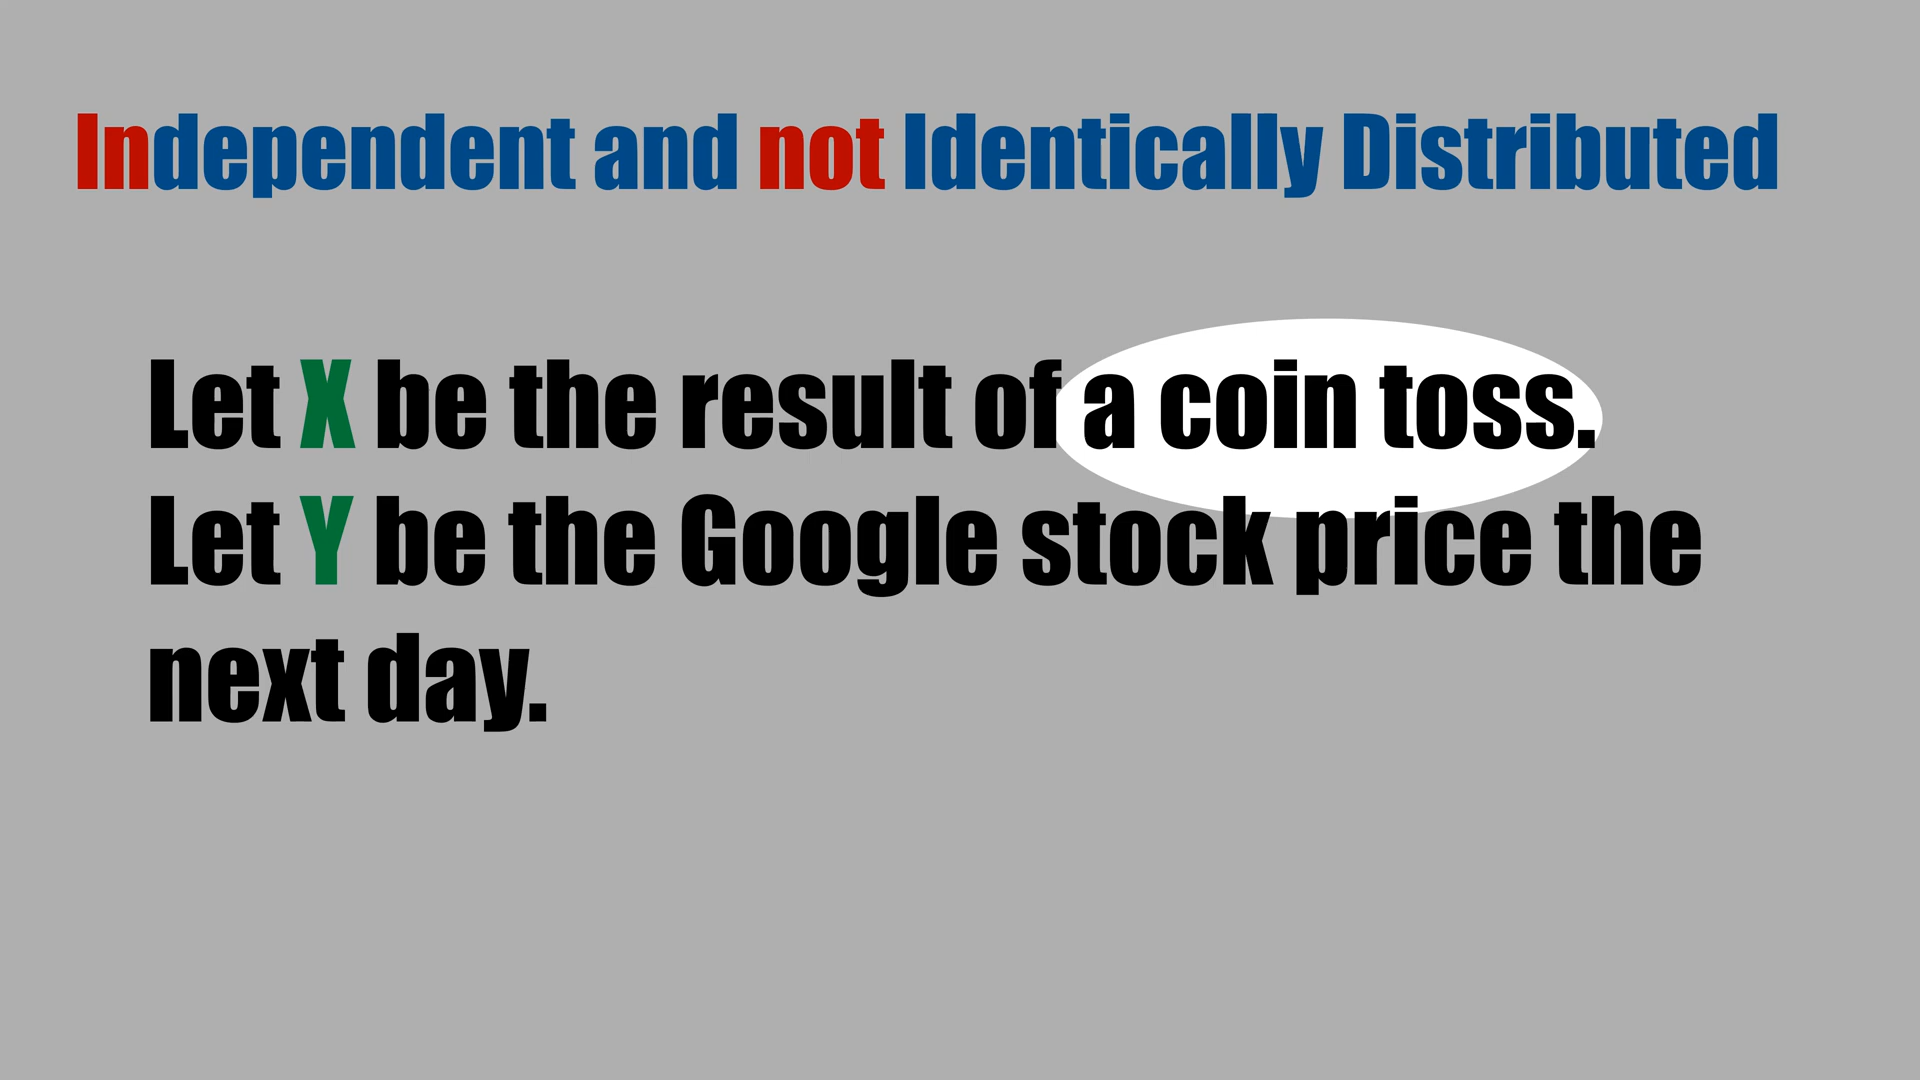 Independent and not Identically Distributed
Let X be the result of a coin toss.
Let Y be the Google stock price the
next day.